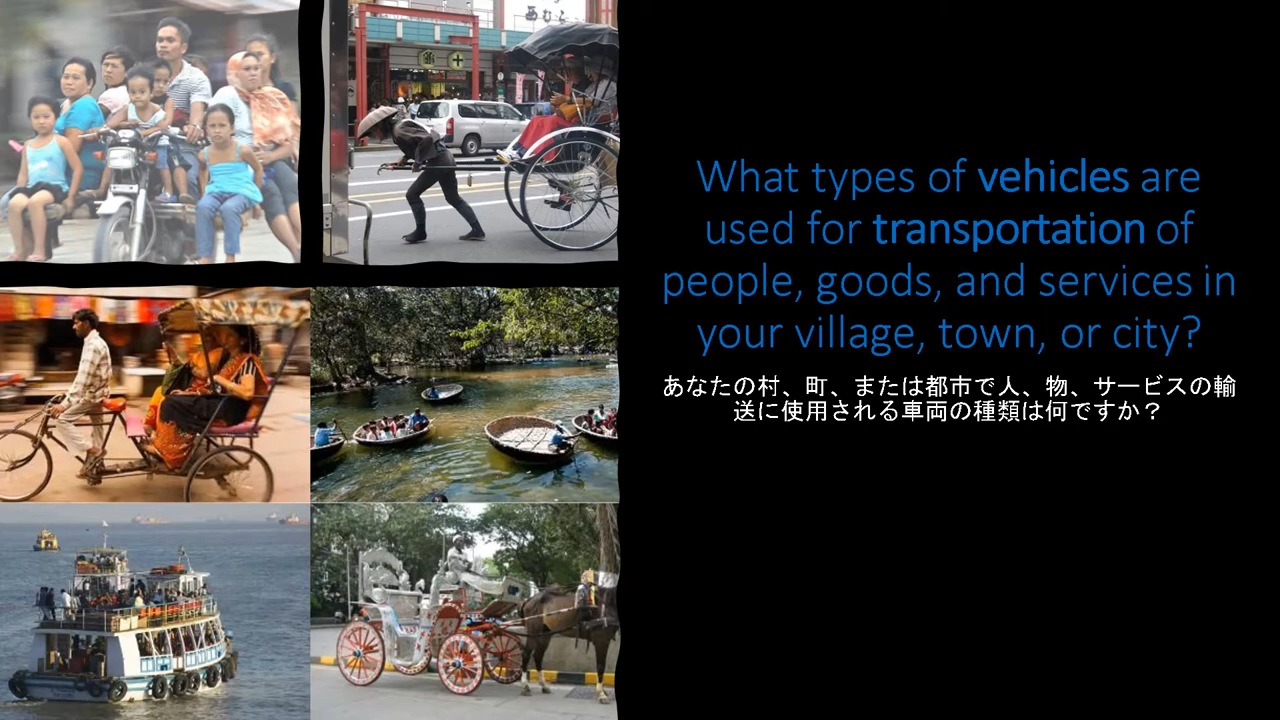 What types of vehicles are
used for transportation of
people, goods, and services in
your village, town, or city?
あなたの村、町、または都市で人、物、サービスの輸
送に使用される車両の種類は何ですか？